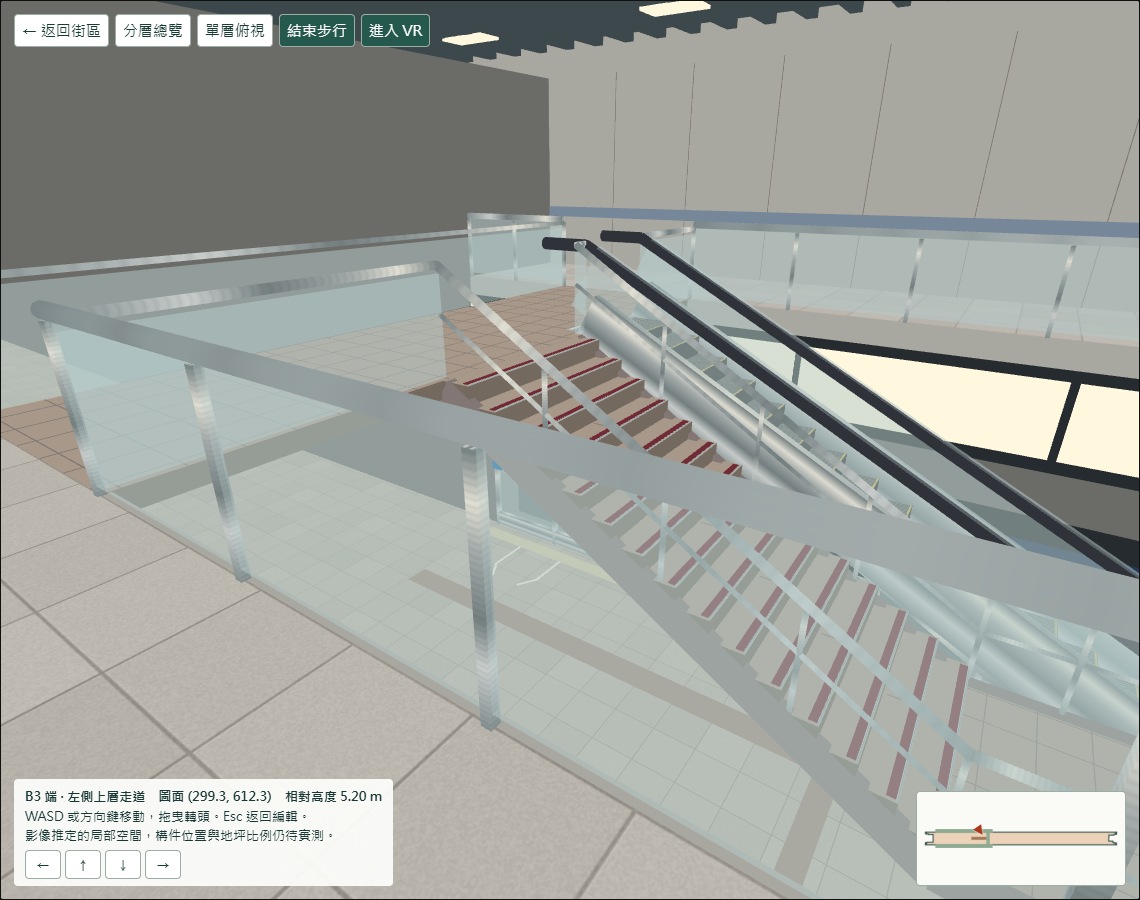 ← 返回街區
分層總覽
單層俯視
結束步行
進入 VR
B3 端 · 左側上層走道　圖面 (299.3, 612.3)　相對高度 5.20 m
WASD 或方向鍵移動，拖曳轉頭。Esc 返回編輯。
影像推定的局部空間，構件位置與地坪比例仍待實測。
← ↑ ↓ →